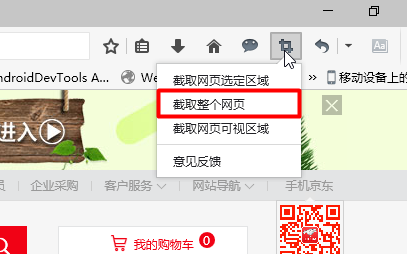 Aa
ndroidDevTools A...
We
»
移动设备上的
截取网页选定区域
截取整个网页
截取网页可视区域
意见反馈
进入
员
企业采购
客户服务
网站导航
手机京东
我的购物车
0